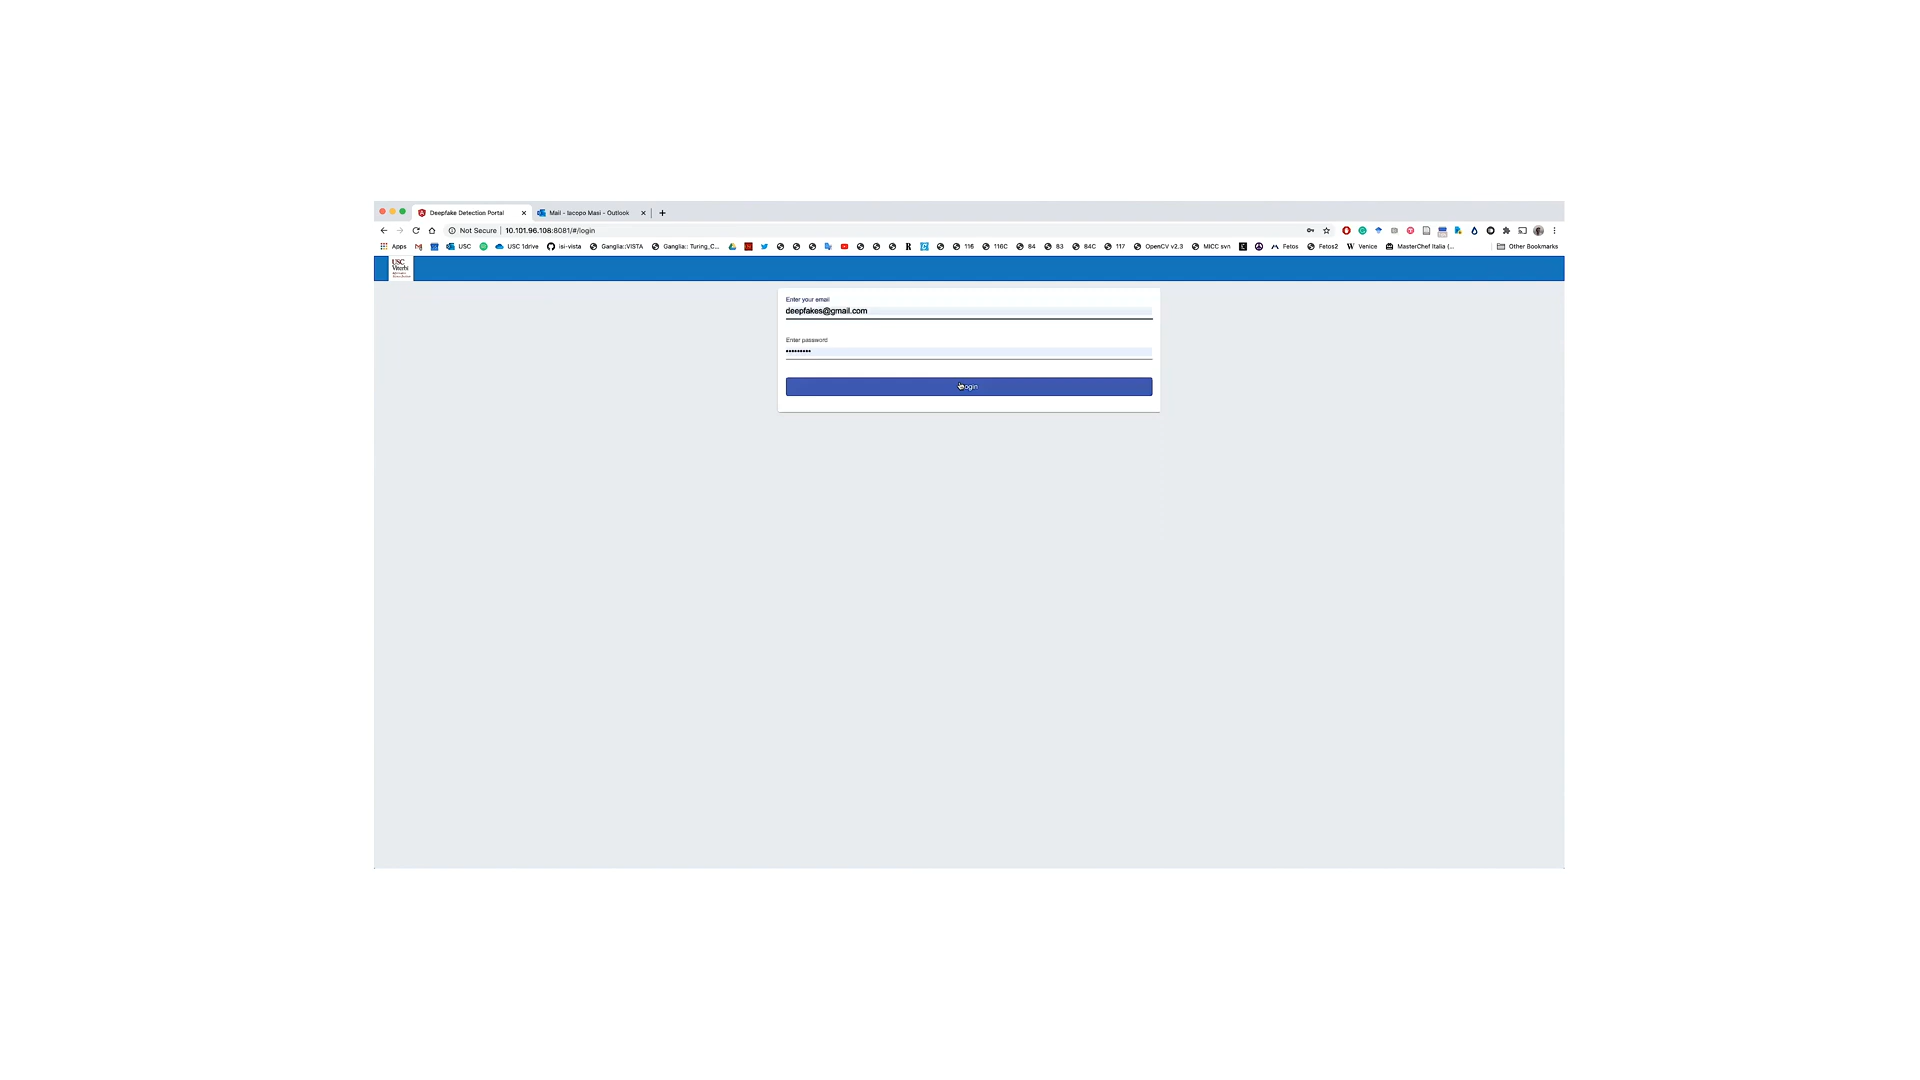 Deepfake Detection Portal Mail - Iacopo Masi - Outlook
Not Secure 10.101.96.108:8081/#/login
Apps USC USC 1drive isi-vista Ganglia::VISTA Ganglia:: Turing_C... 116 116C 84 83 84C 117 OpenCV v2.3 MICC svn Fetos Fetos2 Venice MasterChef Italia (... Other Bookmarks
USC
Viterbi
Enter your email
deepfakes@gmail.com
Enter password
•••••••••
Login